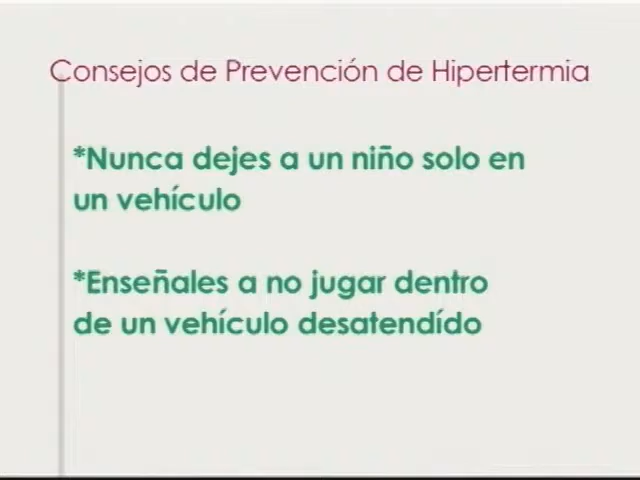 Consejos de Prevención de Hipertermia
*Nunca dejes a un niño solo en
un vehículo
*Enseñales a no jugar dentro
de un vehículo desatendído